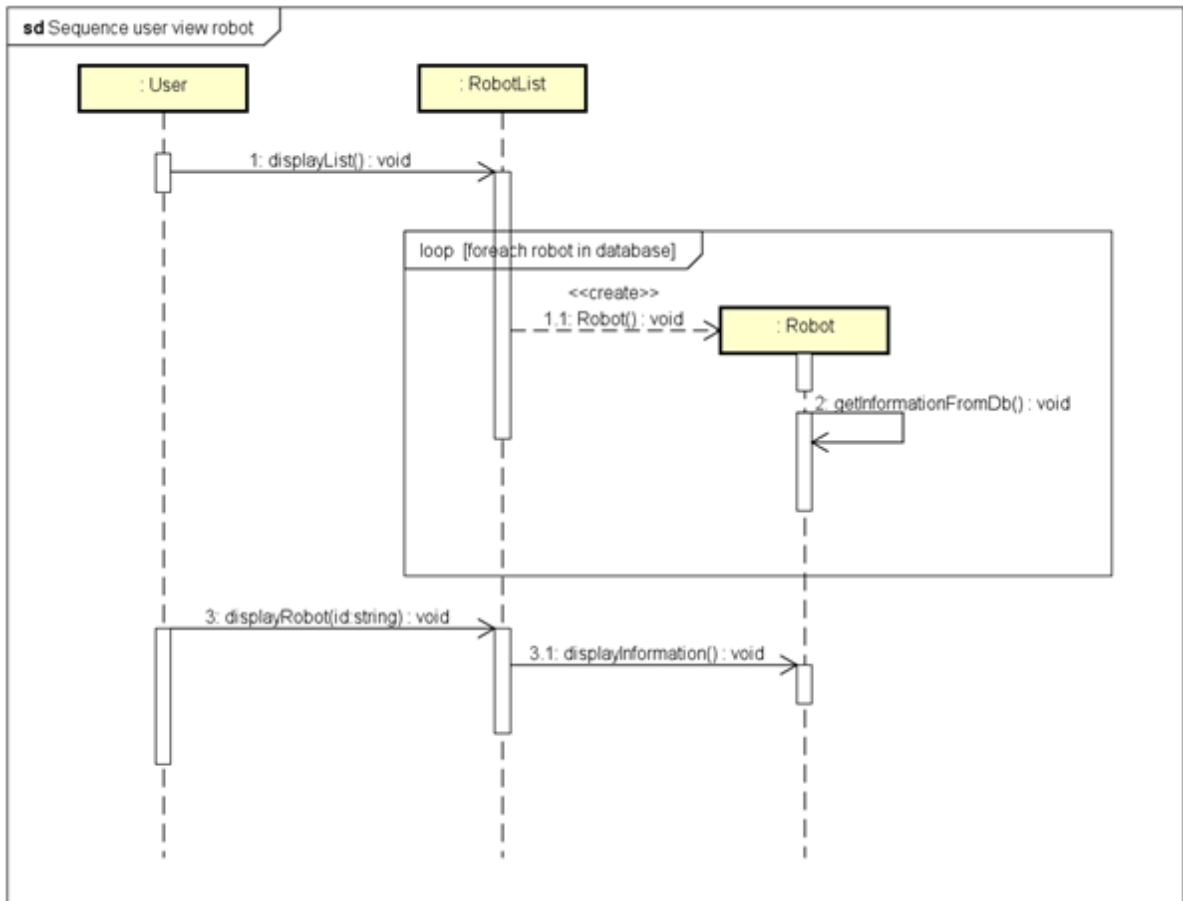 sd Sequence user view robot
: User
: RobotList
1: displayList() : void
loop [foreach robot in database]
<<create>>
1.1: Robot() : void
: Robot
2: getInformationFromDb() : void
3: displayRobot(id:string) : void
3.1: displayInformation() : void